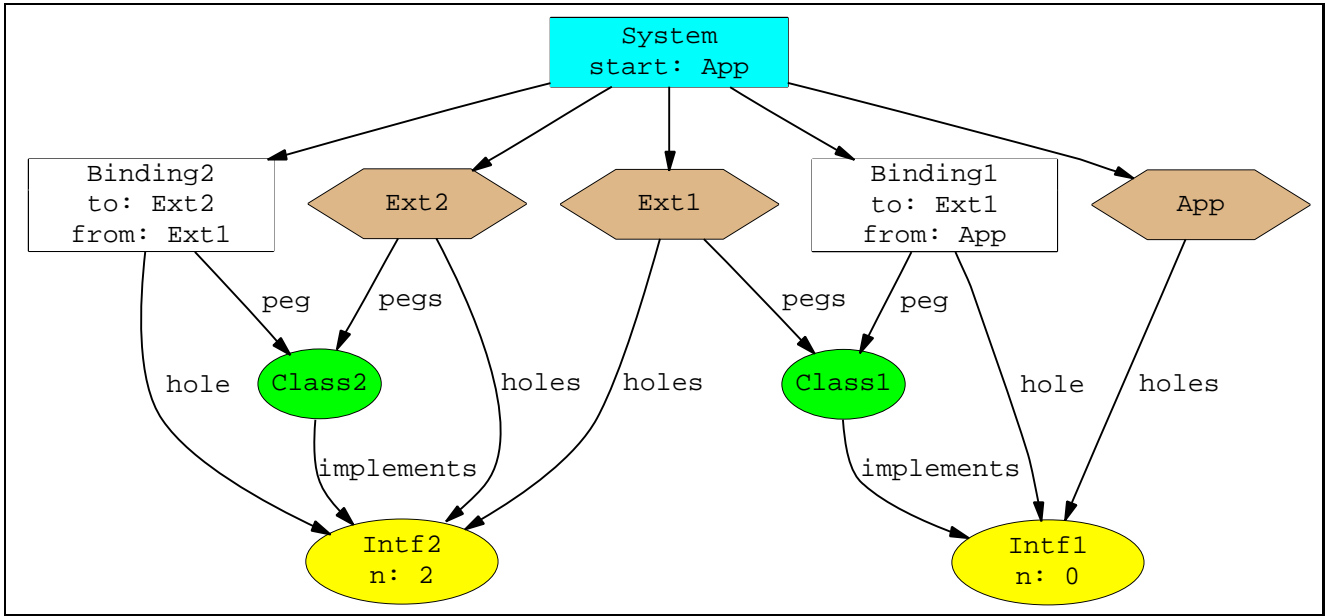 System
start: App
Binding2
to: Ext2
from: Ext1
Ext2
Ext1
Binding1
to: Ext1
from: App
App
peg
pegs
pegs
peg
Class2
Class1
hole
holes
holes
hole
holes
implements
implements
Intf2
n: 2
Intf1
n: 0